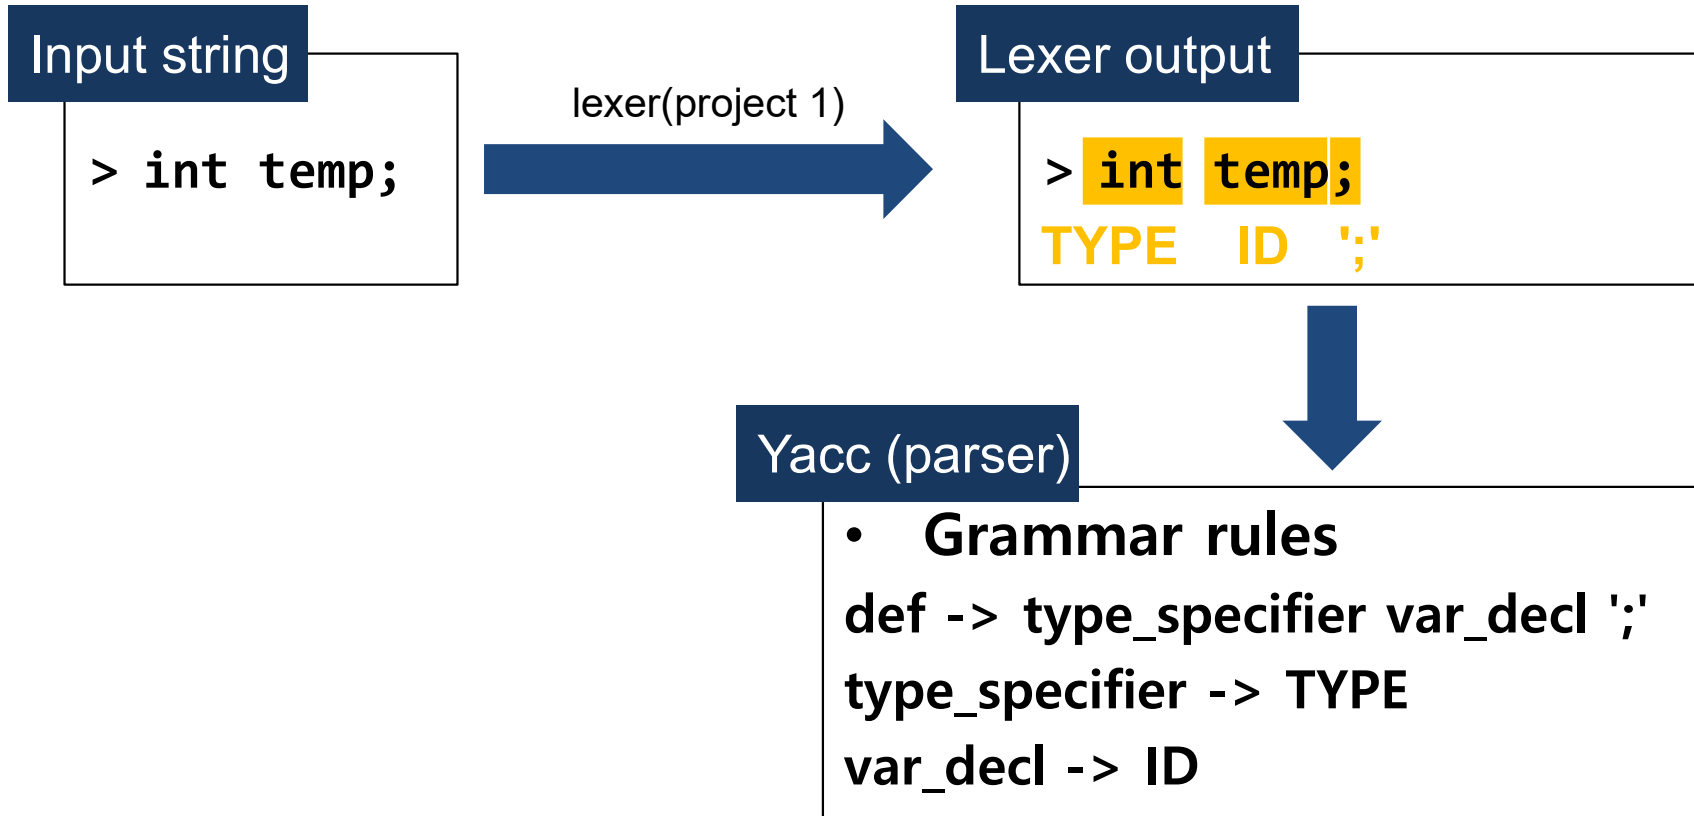 Input string
> int temp;
lexer(project 1)
Lexer output
> int temp;
TYPE ID ';'
Yacc (parser)
• Grammar rules
def -> type_specifier var_decl ';'
type_specifier -> TYPE
var_decl -> ID